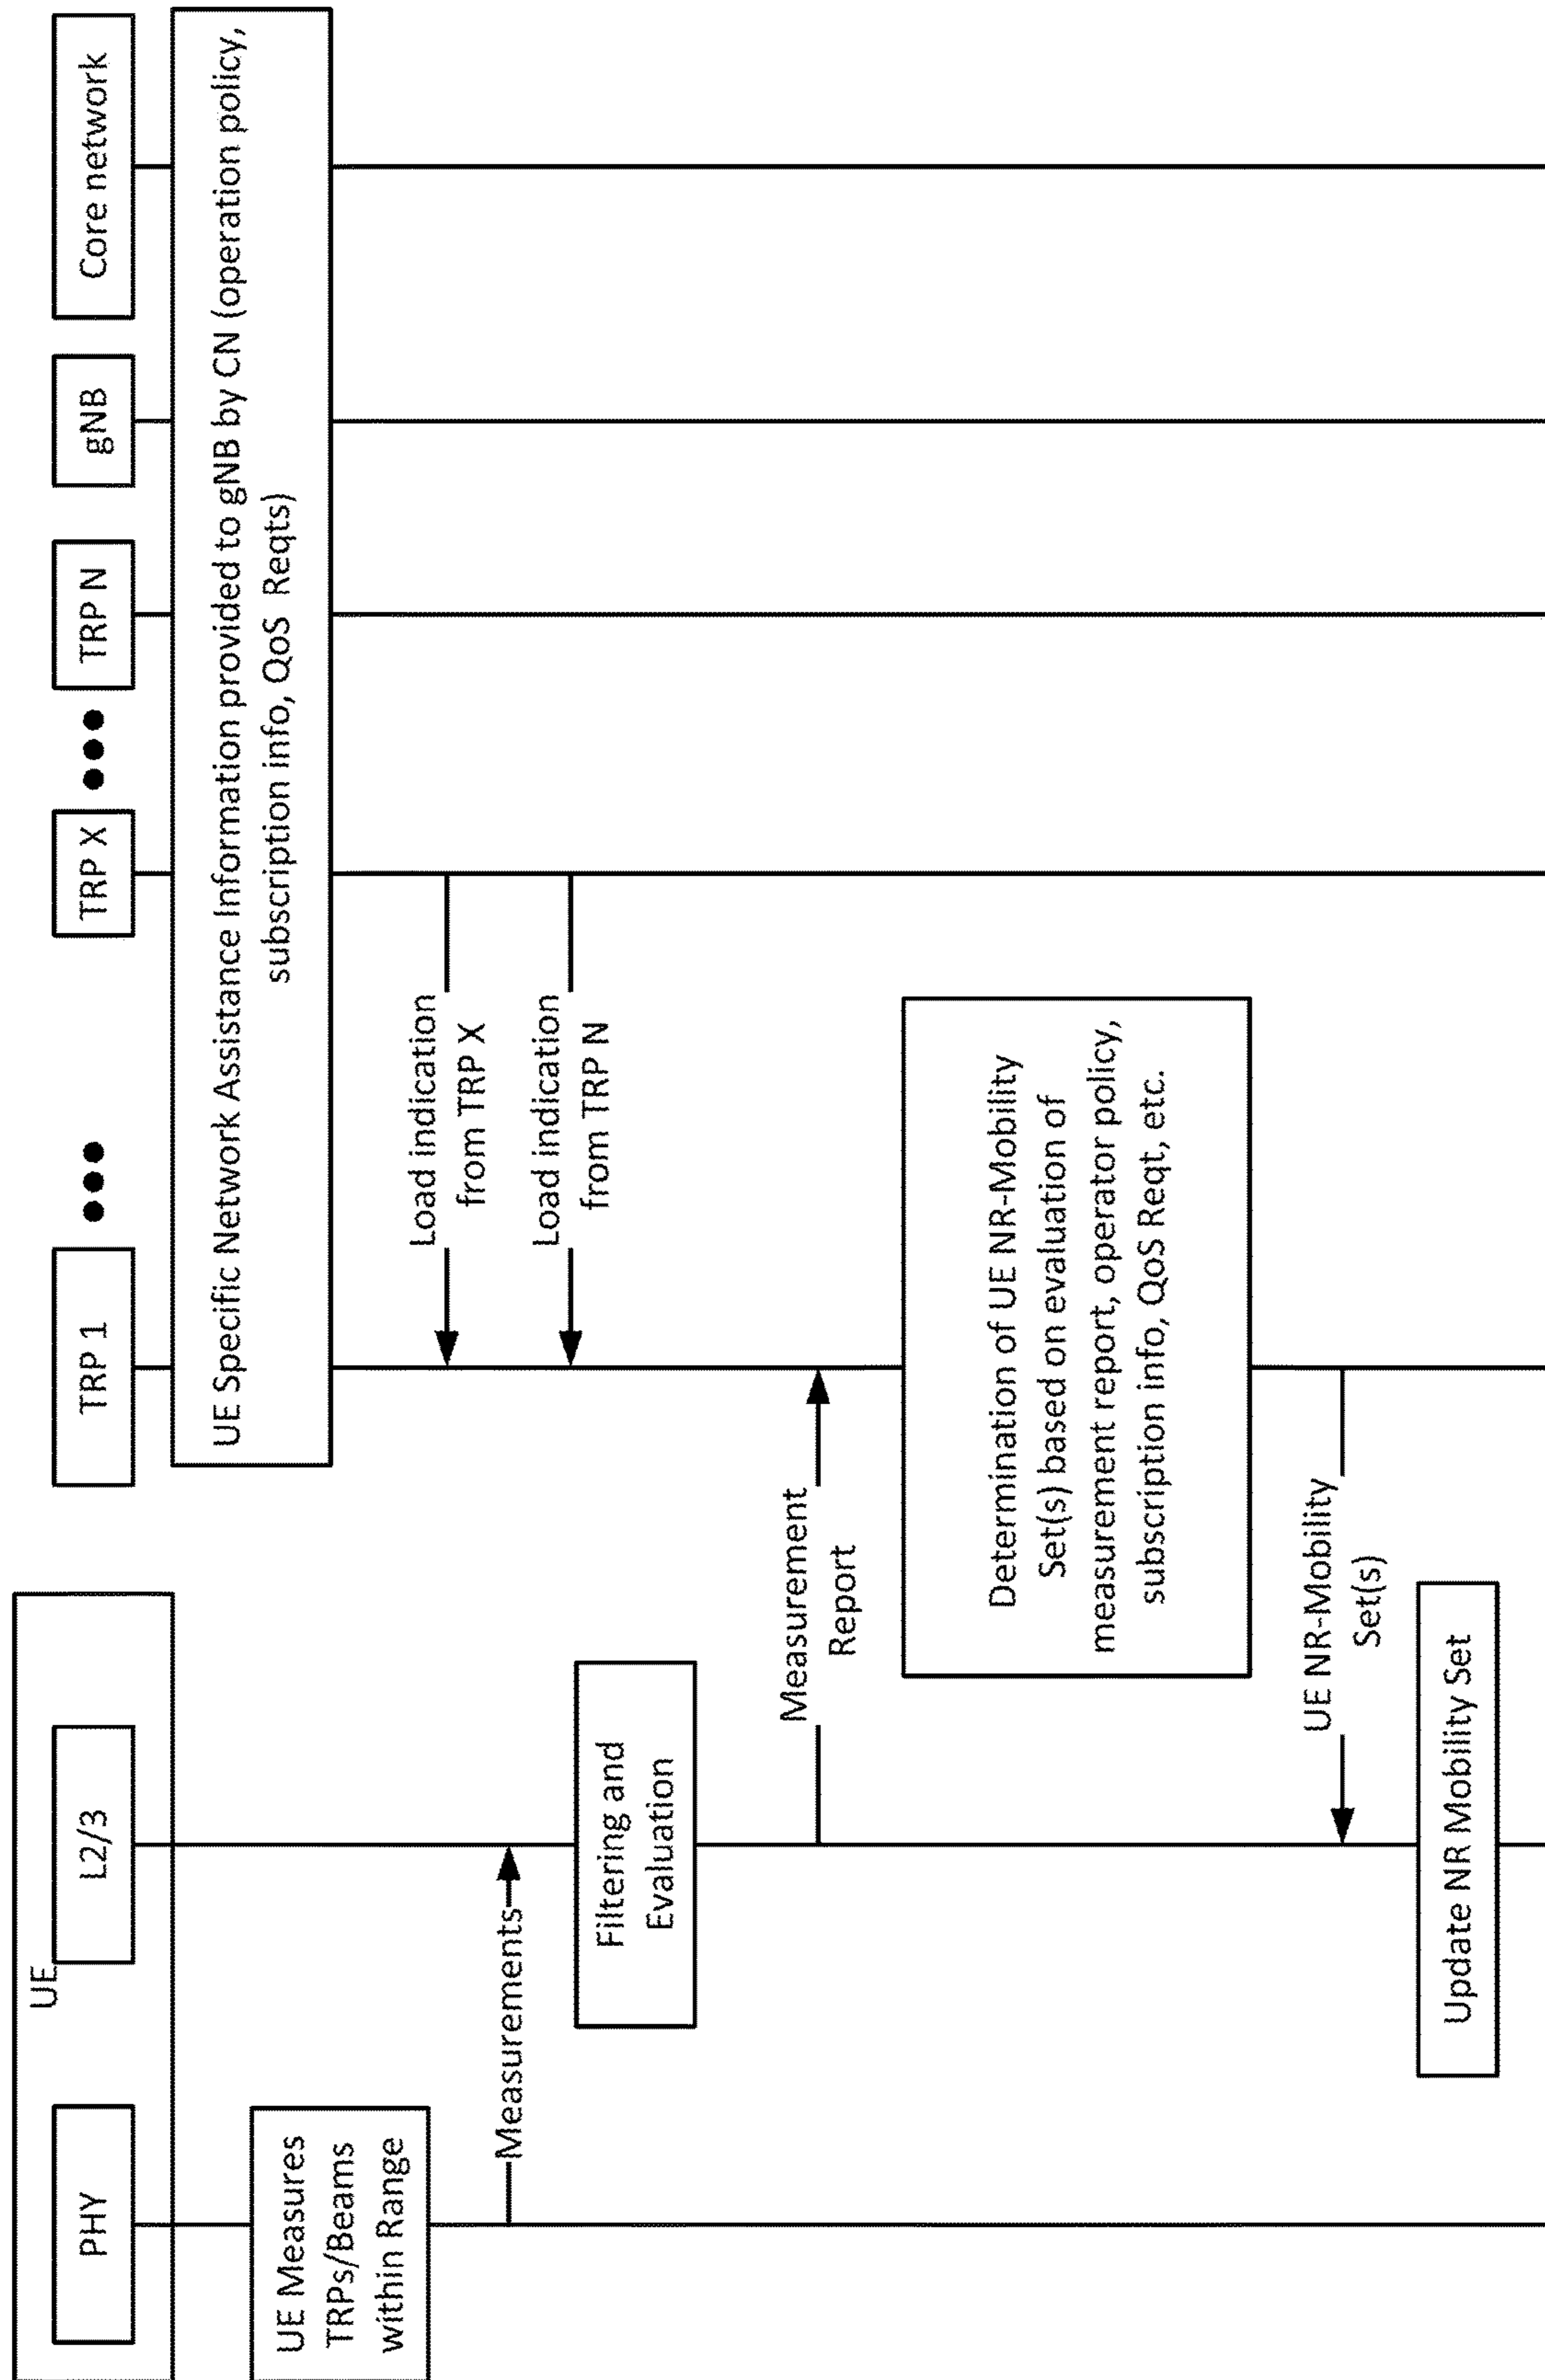 UE
PHY
L2/3
TRP 1
TRP X
TRP N
gNB
Core network
UE Specific Network Assistance Information provided to gNB by CN (operation policy,
subscription info, QoS Reqts)
UE Measures
TRPs/Beams
within Range
Load indication
from TRP X
Measurements
Load indication
from TRP N
Filtering and
Evaluation
Measurement
Report
Determination of UE NR-Mobility
Set(s) based on evaluation of
measurement report, operator policy,
subscription info, QoS Reqt, etc.
UE NR-Mobility
Set(s)
Update NR Mobility Set